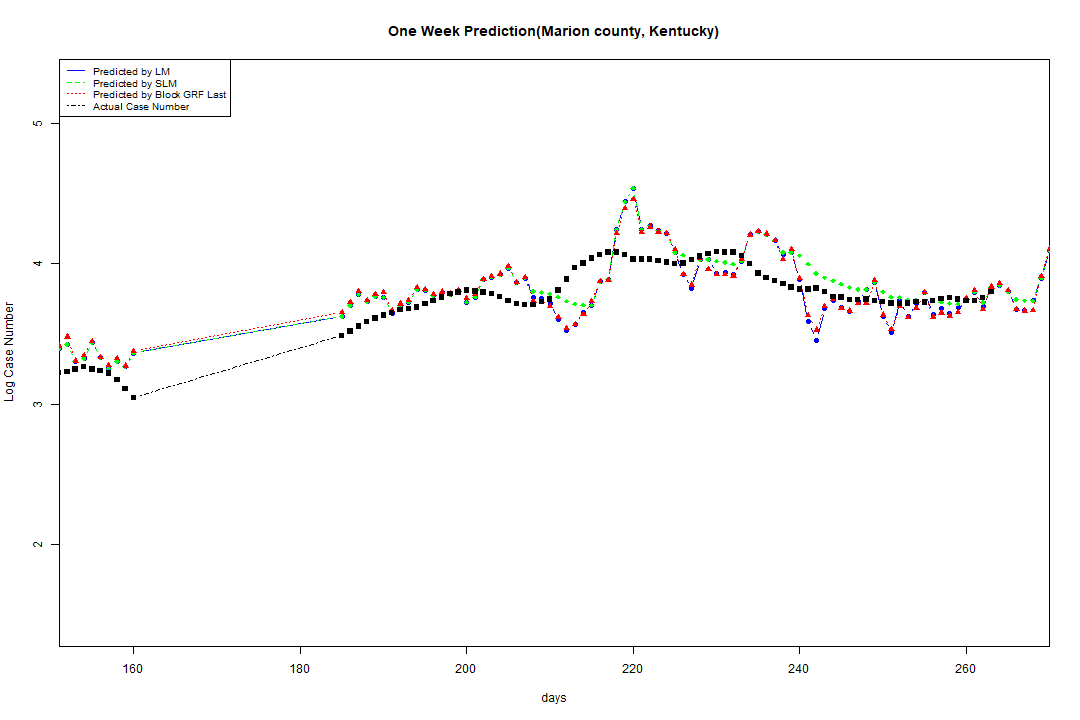 One Week Prediction(Marion county, Kentucky)
Predicted by LM
Predicted by SLM
Predicted by Block GRF Last
Actual Case Number
5
4
3
2
Log Case Number
160 180 200 220 240 260
days